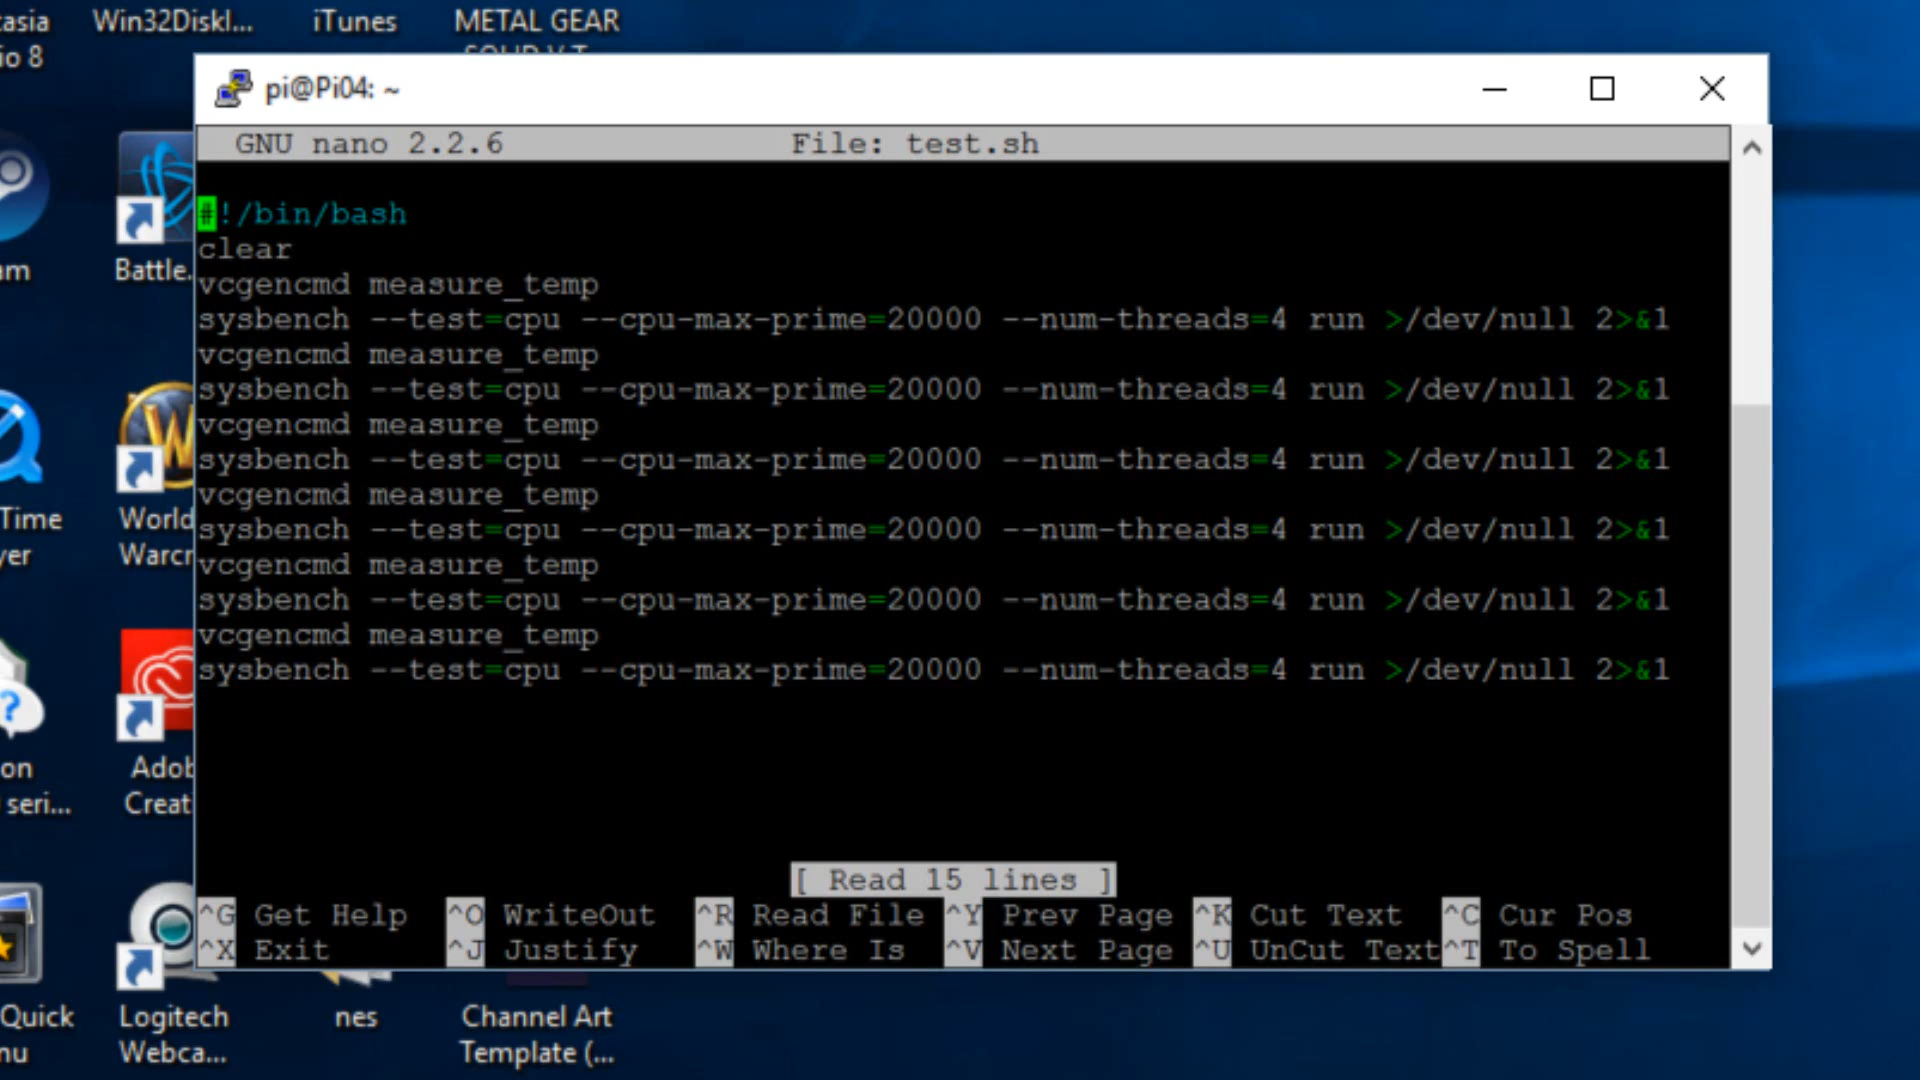 asia
io 8
Win32DiskI...
iTunes
METAL GEAR
SOLID V T
pi@Pi04: ~
GNU nano 2.2.6 File: test.sh
#!/bin/bash
clear
vcgencmd measure_temp
sysbench --test=cpu --cpu-max-prime=20000 --num-threads=4 run >/dev/null 2>&1
vcgencmd measure_temp
sysbench --test=cpu --cpu-max-prime=20000 --num-threads=4 run >/dev/null 2>&1
vcgencmd measure_temp
sysbench --test=cpu --cpu-max-prime=20000 --num-threads=4 run >/dev/null 2>&1
vcgencmd measure_temp
sysbench --test=cpu --cpu-max-prime=20000 --num-threads=4 run >/dev/null 2>&1
vcgencmd measure_temp
sysbench --test=cpu --cpu-max-prime=20000 --num-threads=4 run >/dev/null 2>&1
vcgencmd measure_temp
sysbench --test=cpu --cpu-max-prime=20000 --num-threads=4 run >/dev/null 2>&1
[ Read 15 lines ]
^G Get Help ^O WriteOut ^R Read File ^Y Prev Page ^K Cut Text ^C Cur Pos
^X Exit ^J Justify ^W Where Is ^V Next Page ^U UnCut Text ^T To Spell
am
Battle.
Time
yer
World
Warcr
on
seri...
Adob
Creat
Quick
nu
Logitech
Webca...
nes
Channel Art
Template (...